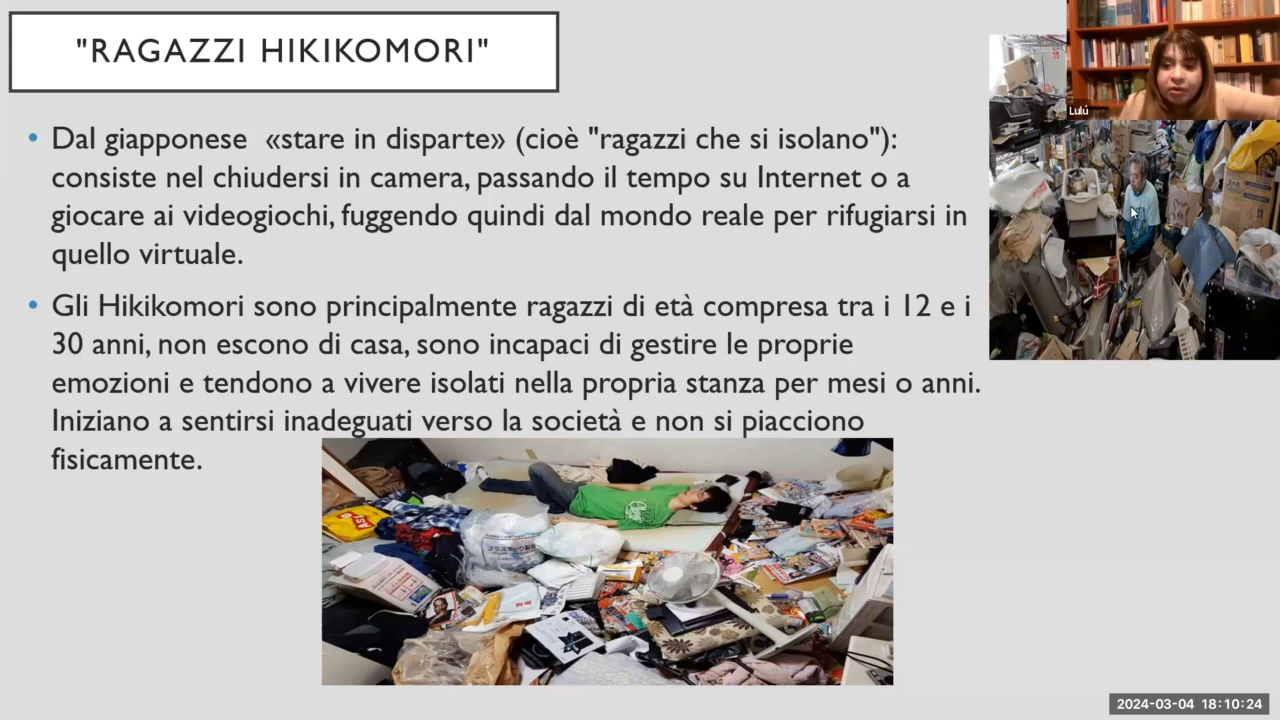 "RAGAZZI HIKIKOMORI"
• Dal giapponese «stare in disparte» (cioè "ragazzi che si isolano"):
consiste nel chiudersi in camera, passando il tempo su Internet o a
giocare ai videogiochi, fuggendo quindi dal mondo reale per rifugiarsi in
quello virtuale.
• Gli Hikikomori sono principalmente ragazzi di età compresa tra i 12 e i
30 anni, non escono di casa, sono incapaci di gestire le proprie
emozioni e tendono a vivere isolati nella propria stanza per mesi o anni.
Iniziano a sentirsi inadeguati verso la società e non si piacciono
fisicamente.
Lulú
2024-03-04 18:10:24